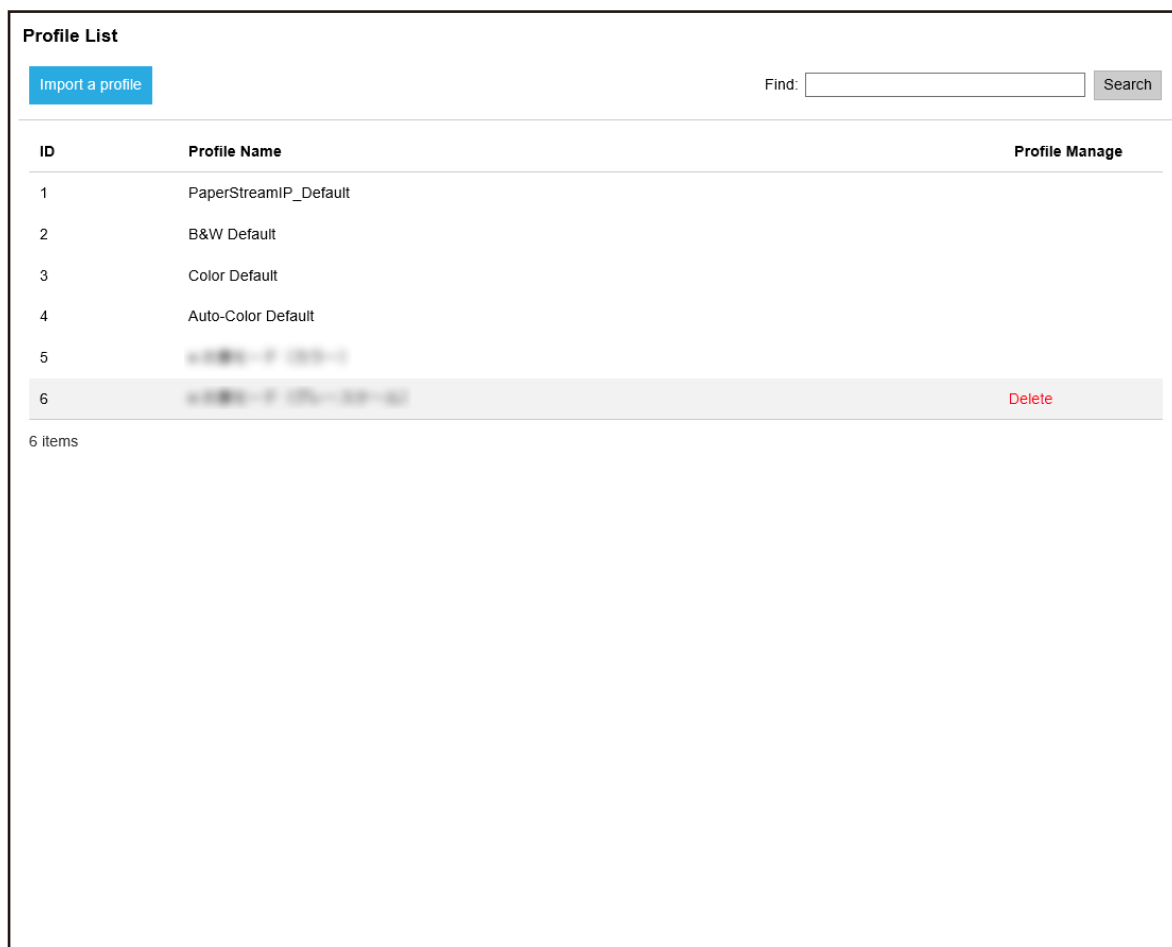 Profile List
Import a profile Find: Search
ID Profile Name Profile Manage
1 PaperStreamIP_Default
2 B&W Default
3 Color Default
4 Auto-Color Default
5
6 Delete
6 items